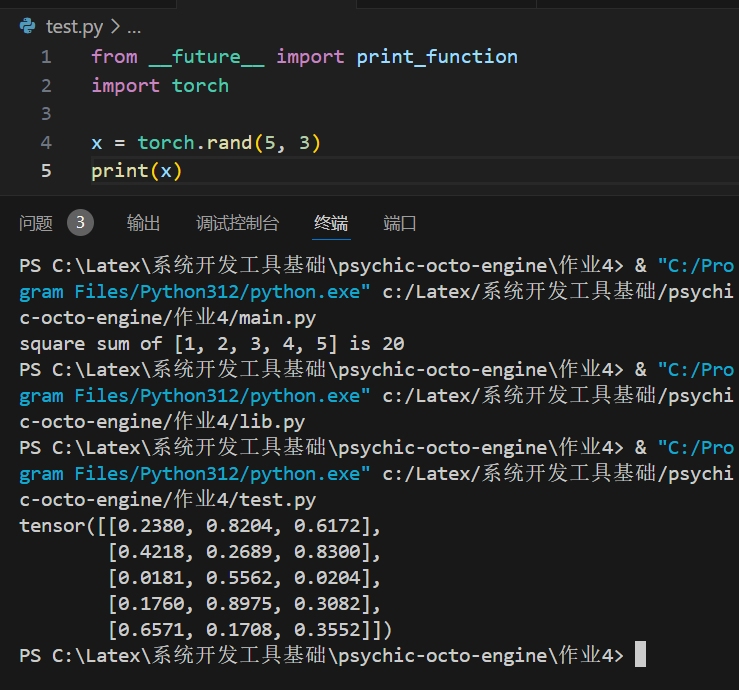 test.py > ...
1 from __future__ import print_function
2 import torch
3
4 x = torch.rand(5, 3)
5 print(x)
问题 3 输出 调试控制台 终端 端口
PS C:\Latex\系统开发工具基础\psychic-octo-engine\作业4> & "C:/Pro
gram Files/Python312/python.exe" c:/Latex/系统开发工具基础/psychi
c-octo-engine/作业4/main.py
square sum of [1, 2, 3, 4, 5] is 20
PS C:\Latex\系统开发工具基础\psychic-octo-engine\作业4> & "C:/Pro
gram Files/Python312/python.exe" c:/Latex/系统开发工具基础/psychi
c-octo-engine/作业4/lib.py
PS C:\Latex\系统开发工具基础\psychic-octo-engine\作业4> & "C:/Pro
gram Files/Python312/python.exe" c:/Latex/系统开发工具基础/psychi
c-octo-engine/作业4/test.py
tensor([[0.2380, 0.8204, 0.6172],
        [0.4218, 0.2689, 0.8300],
        [0.0181, 0.5562, 0.0204],
        [0.1760, 0.8975, 0.3082],
        [0.6571, 0.1708, 0.3552]])
PS C:\Latex\系统开发工具基础\psychic-octo-engine\作业4>